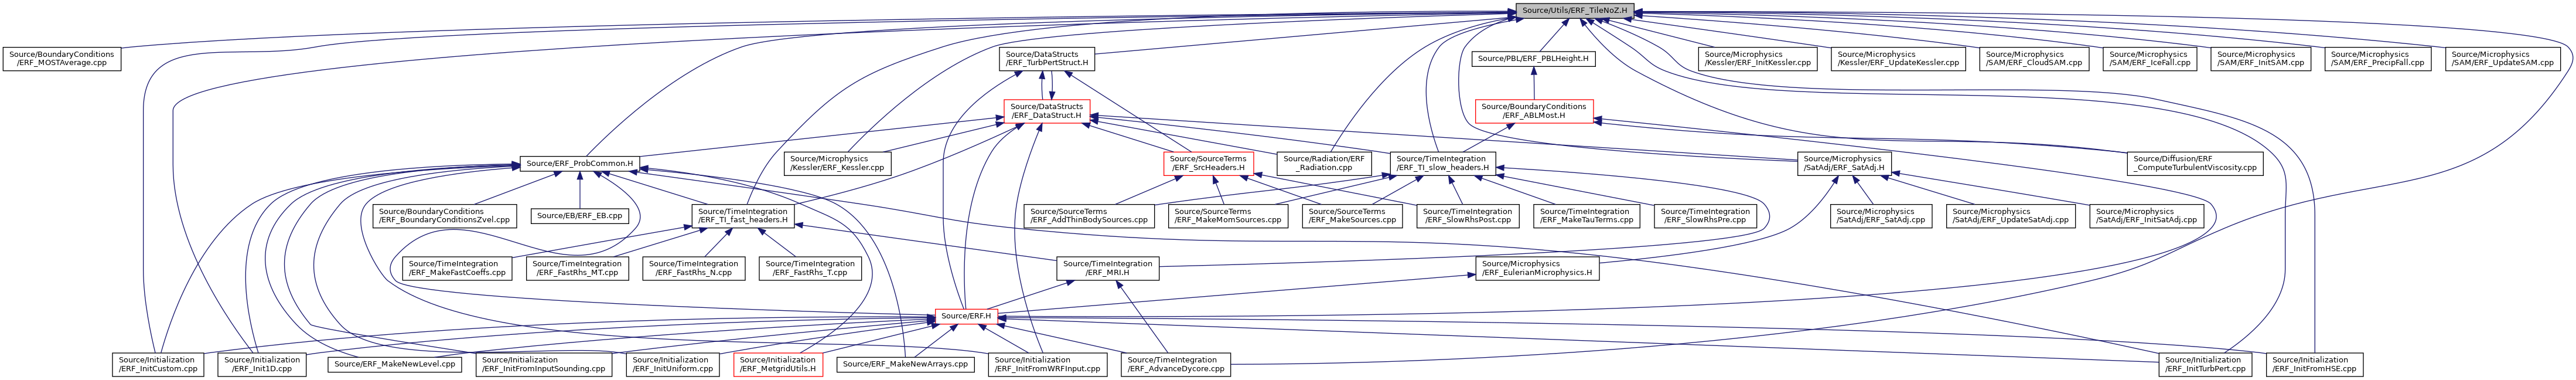 Source/Utils/ERF_TileNoZ.H
Source/BoundaryConditions
/ERF_MOSTAverage.cpp
Source/DataStructs
/ERF_TurbPertStruct.H
Source/PBL/ERF_PBLHeight.H
Source/Microphysics
/Kessler/ERF_InitKessler.cpp
Source/Microphysics
/Kessler/ERF_UpdateKessler.cpp
Source/Microphysics
/SAM/ERF_CloudSAM.cpp
Source/Microphysics
/SAM/ERF_IceFall.cpp
Source/Microphysics
/SAM/ERF_InitSAM.cpp
Source/Microphysics
/SAM/ERF_PrecipFall.cpp
Source/Microphysics
/SAM/ERF_UpdateSAM.cpp
Source/DataStructs
/ERF_DataStruct.H
Source/BoundaryConditions
/ERF_ABLMost.H
Source/ERF_ProbCommon.H
Source/Microphysics
/Kessler/ERF_Kessler.cpp
Source/SourceTerms
/ERF_SrcHeaders.H
Source/Radiation/ERF
_Radiation.cpp
Source/TimeIntegration
/ERF_TI_slow_headers.H
Source/Microphysics
/SatAdj/ERF_SatAdj.H
Source/Diffusion/ERF
_ComputeTurbulentViscosity.cpp
Source/BoundaryConditions
/ERF_BoundaryConditionsZvel.cpp
Source/EB/ERF_EB.cpp
Source/TimeIntegration
/ERF_TI_fast_headers.H
Source/SourceTerms
/ERF_AddThinBodySources.cpp
Source/SourceTerms
/ERF_MakeMomSources.cpp
Source/SourceTerms
/ERF_MakeSources.cpp
Source/TimeIntegration
/ERF_SlowRhsPost.cpp
Source/TimeIntegration
/ERF_MakeTauTerms.cpp
Source/TimeIntegration
/ERF_SlowRhsPre.cpp
Source/Microphysics
/SatAdj/ERF_SatAdj.cpp
Source/Microphysics
/SatAdj/ERF_UpdateSatAdj.cpp
Source/Microphysics
/SatAdj/ERF_InitSatAdj.cpp
Source/TimeIntegration
/ERF_MakeFastCoeffs.cpp
Source/TimeIntegration
/ERF_FastRhs_MT.cpp
Source/TimeIntegration
/ERF_FastRhs_N.cpp
Source/TimeIntegration
/ERF_FastRhs_T.cpp
Source/TimeIntegration
/ERF_MRI.H
Source/Microphysics
/ERF_EulerianMicrophysics.H
Source/ERF.H
Source/Initialization
/ERF_InitCustom.cpp
Source/Initialization
/ERF_Init1D.cpp
Source/ERF_MakeNewLevel.cpp
Source/Initialization
/ERF_InitFromInputSounding.cpp
Source/Initialization
/ERF_InitUniform.cpp
Source/Initialization
/ERF_MetgridUtils.H
Source/ERF_MakeNewArrays.cpp
Source/Initialization
/ERF_InitFromWRFInput.cpp
Source/TimeIntegration
/ERF_AdvanceDycore.cpp
Source/Initialization
/ERF_InitTurbPert.cpp
Source/Initialization
/ERF_InitFromHSE.cpp